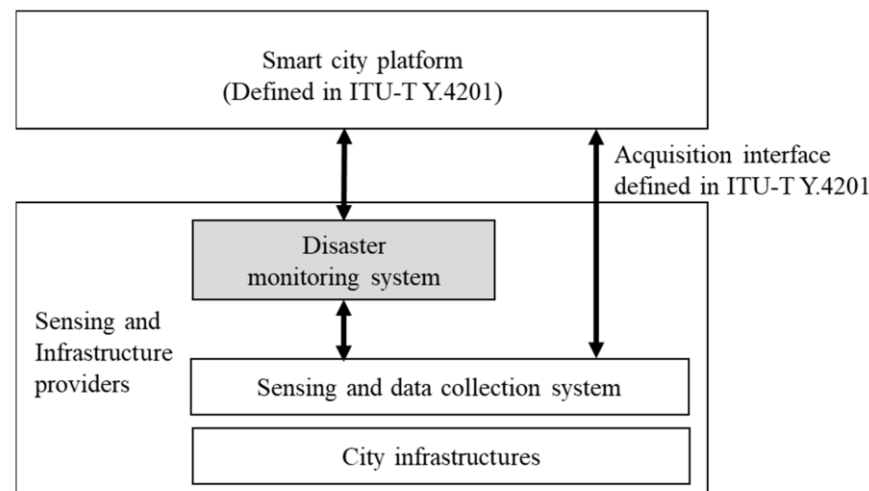 Smart city platform
(Defined in ITU-T Y.4201)
Acquisition interface
defined in ITU-T Y.4201
Disaster
monitoring system
Sensing and
Infrastructure
providers
Sensing and data collection system
City infrastructures